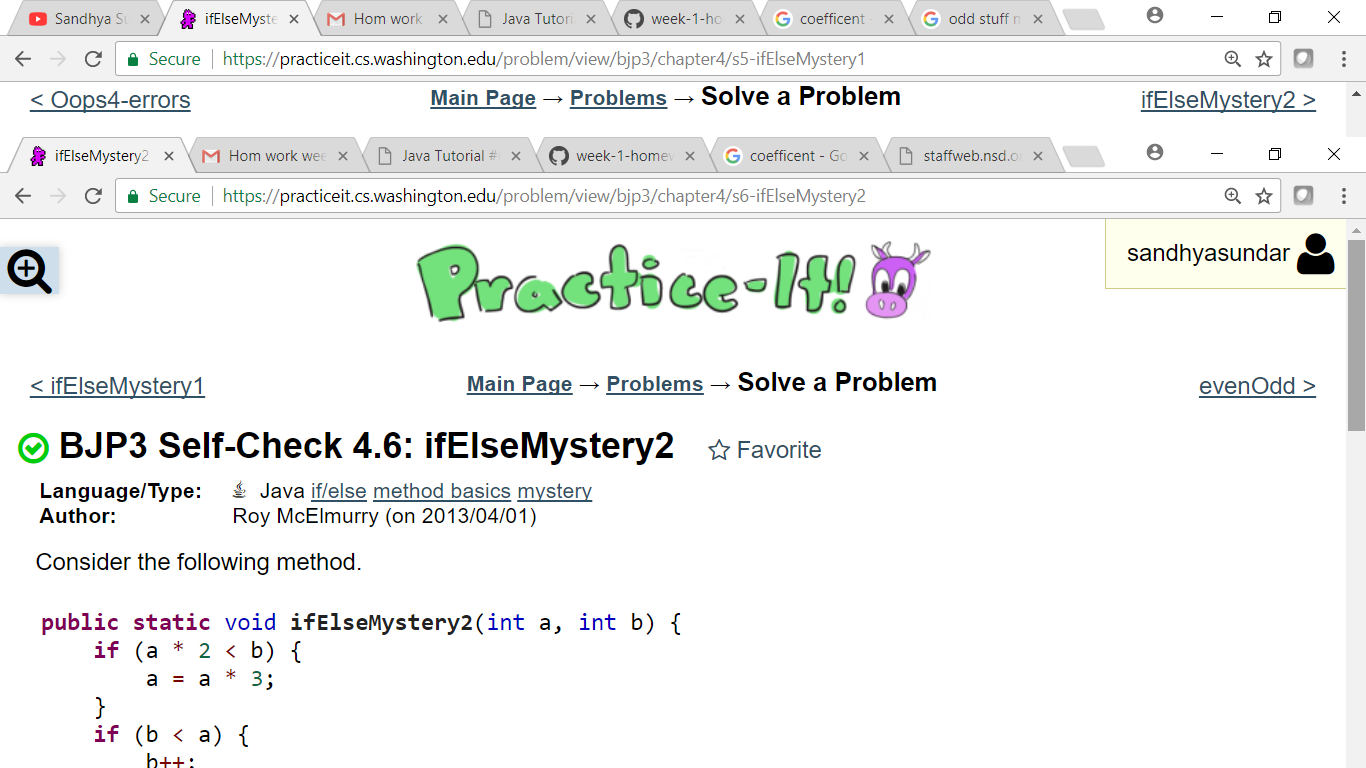 Sandhya S
ifElseMyste
Hom work
Java Tutori
week-1-ho
coefficent -
odd stuff n
Secure
https://practiceit.cs.washington.edu/problem/view/bjp3/chapter4/s5-ifElseMystery1
< Oops4-errors
Main Page → Problems → Solve a Problem
ifElseMystery2 >
ifElseMystery2
Hom work wee
Java Tutorial #
week-1-homew
coefficent - Go
staffweb.nsd.o
Secure
https://practiceit.cs.washington.edu/problem/view/bjp3/chapter4/s6-ifElseMystery2
Practice-It!
sandhyasundar
< ifElseMystery1
Main Page → Problems → Solve a Problem
evenOdd >
BJP3 Self-Check 4.6: ifElseMystery2
Favorite
Language/Type: Java if/else method basics mystery
Author: Roy McElmurry (on 2013/04/01)
Consider the following method.
public static void ifElseMystery2(int a, int b) {
if (a * 2 < b) {
a = a * 3;
}
if (b < a) {
b++;